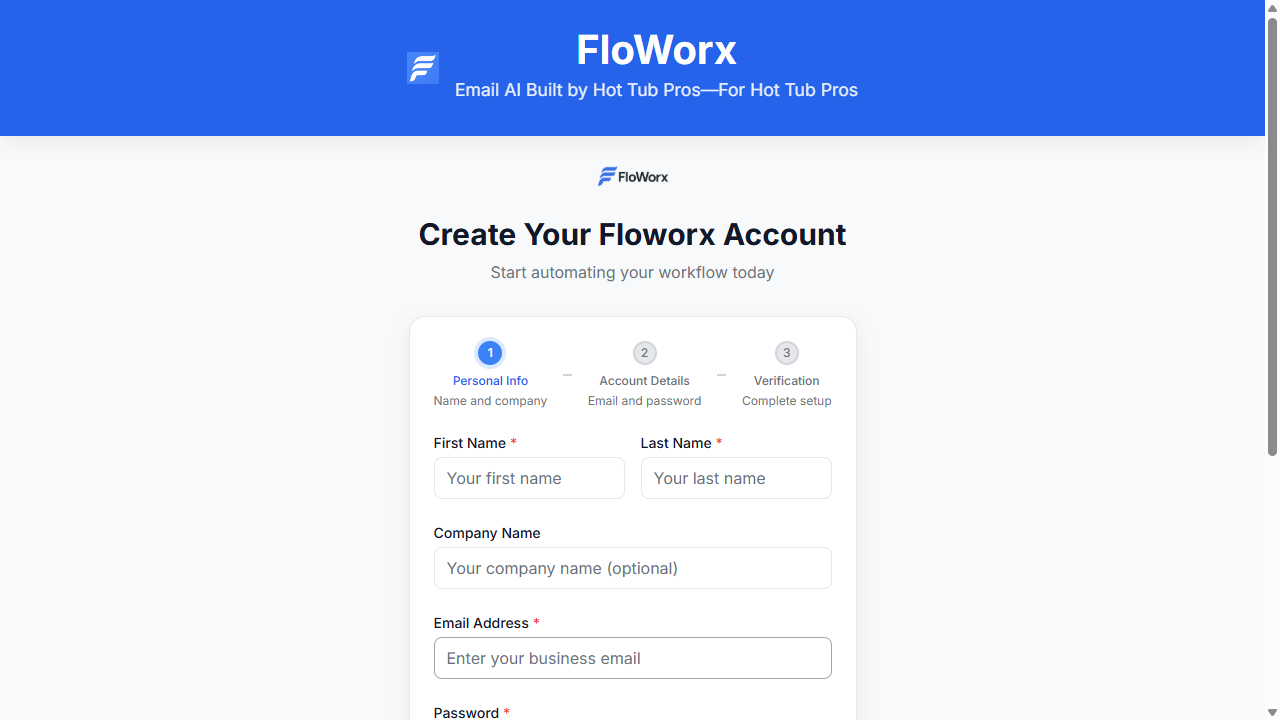 FloWorx
Email AI Built by Hot Tub Pros—For Hot Tub Pros
FloWorx
Create Your Floworx Account
Start automating your workflow today
1
Personal Info
Name and company
2
Account Details
Email and password
3
Verification
Complete setup
First Name *
Your first name
Last Name *
Your last name
Company Name
Your company name (optional)
Email Address *
Enter your business email
Password *